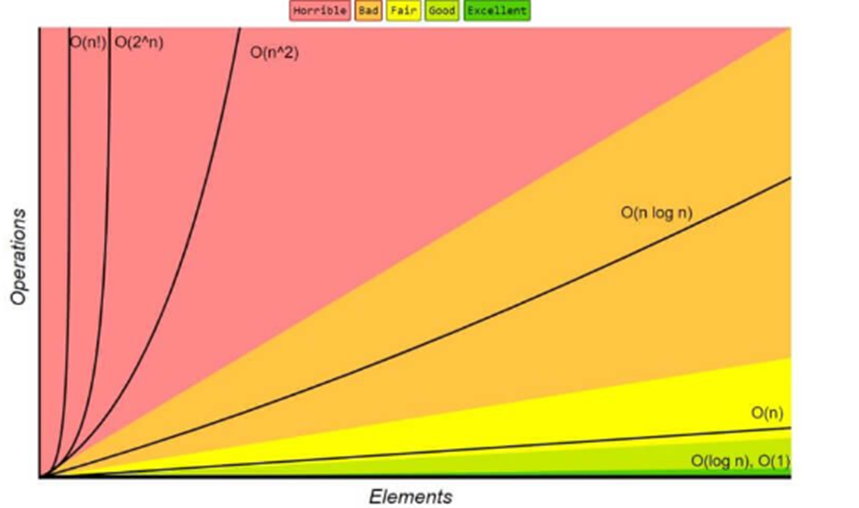 Horrible Bad Fair Good Excellent
O(n!) O(2^n)
O(n^2)
O(n log n)
O(n)
O(log n), O(1)
Operations
Elements